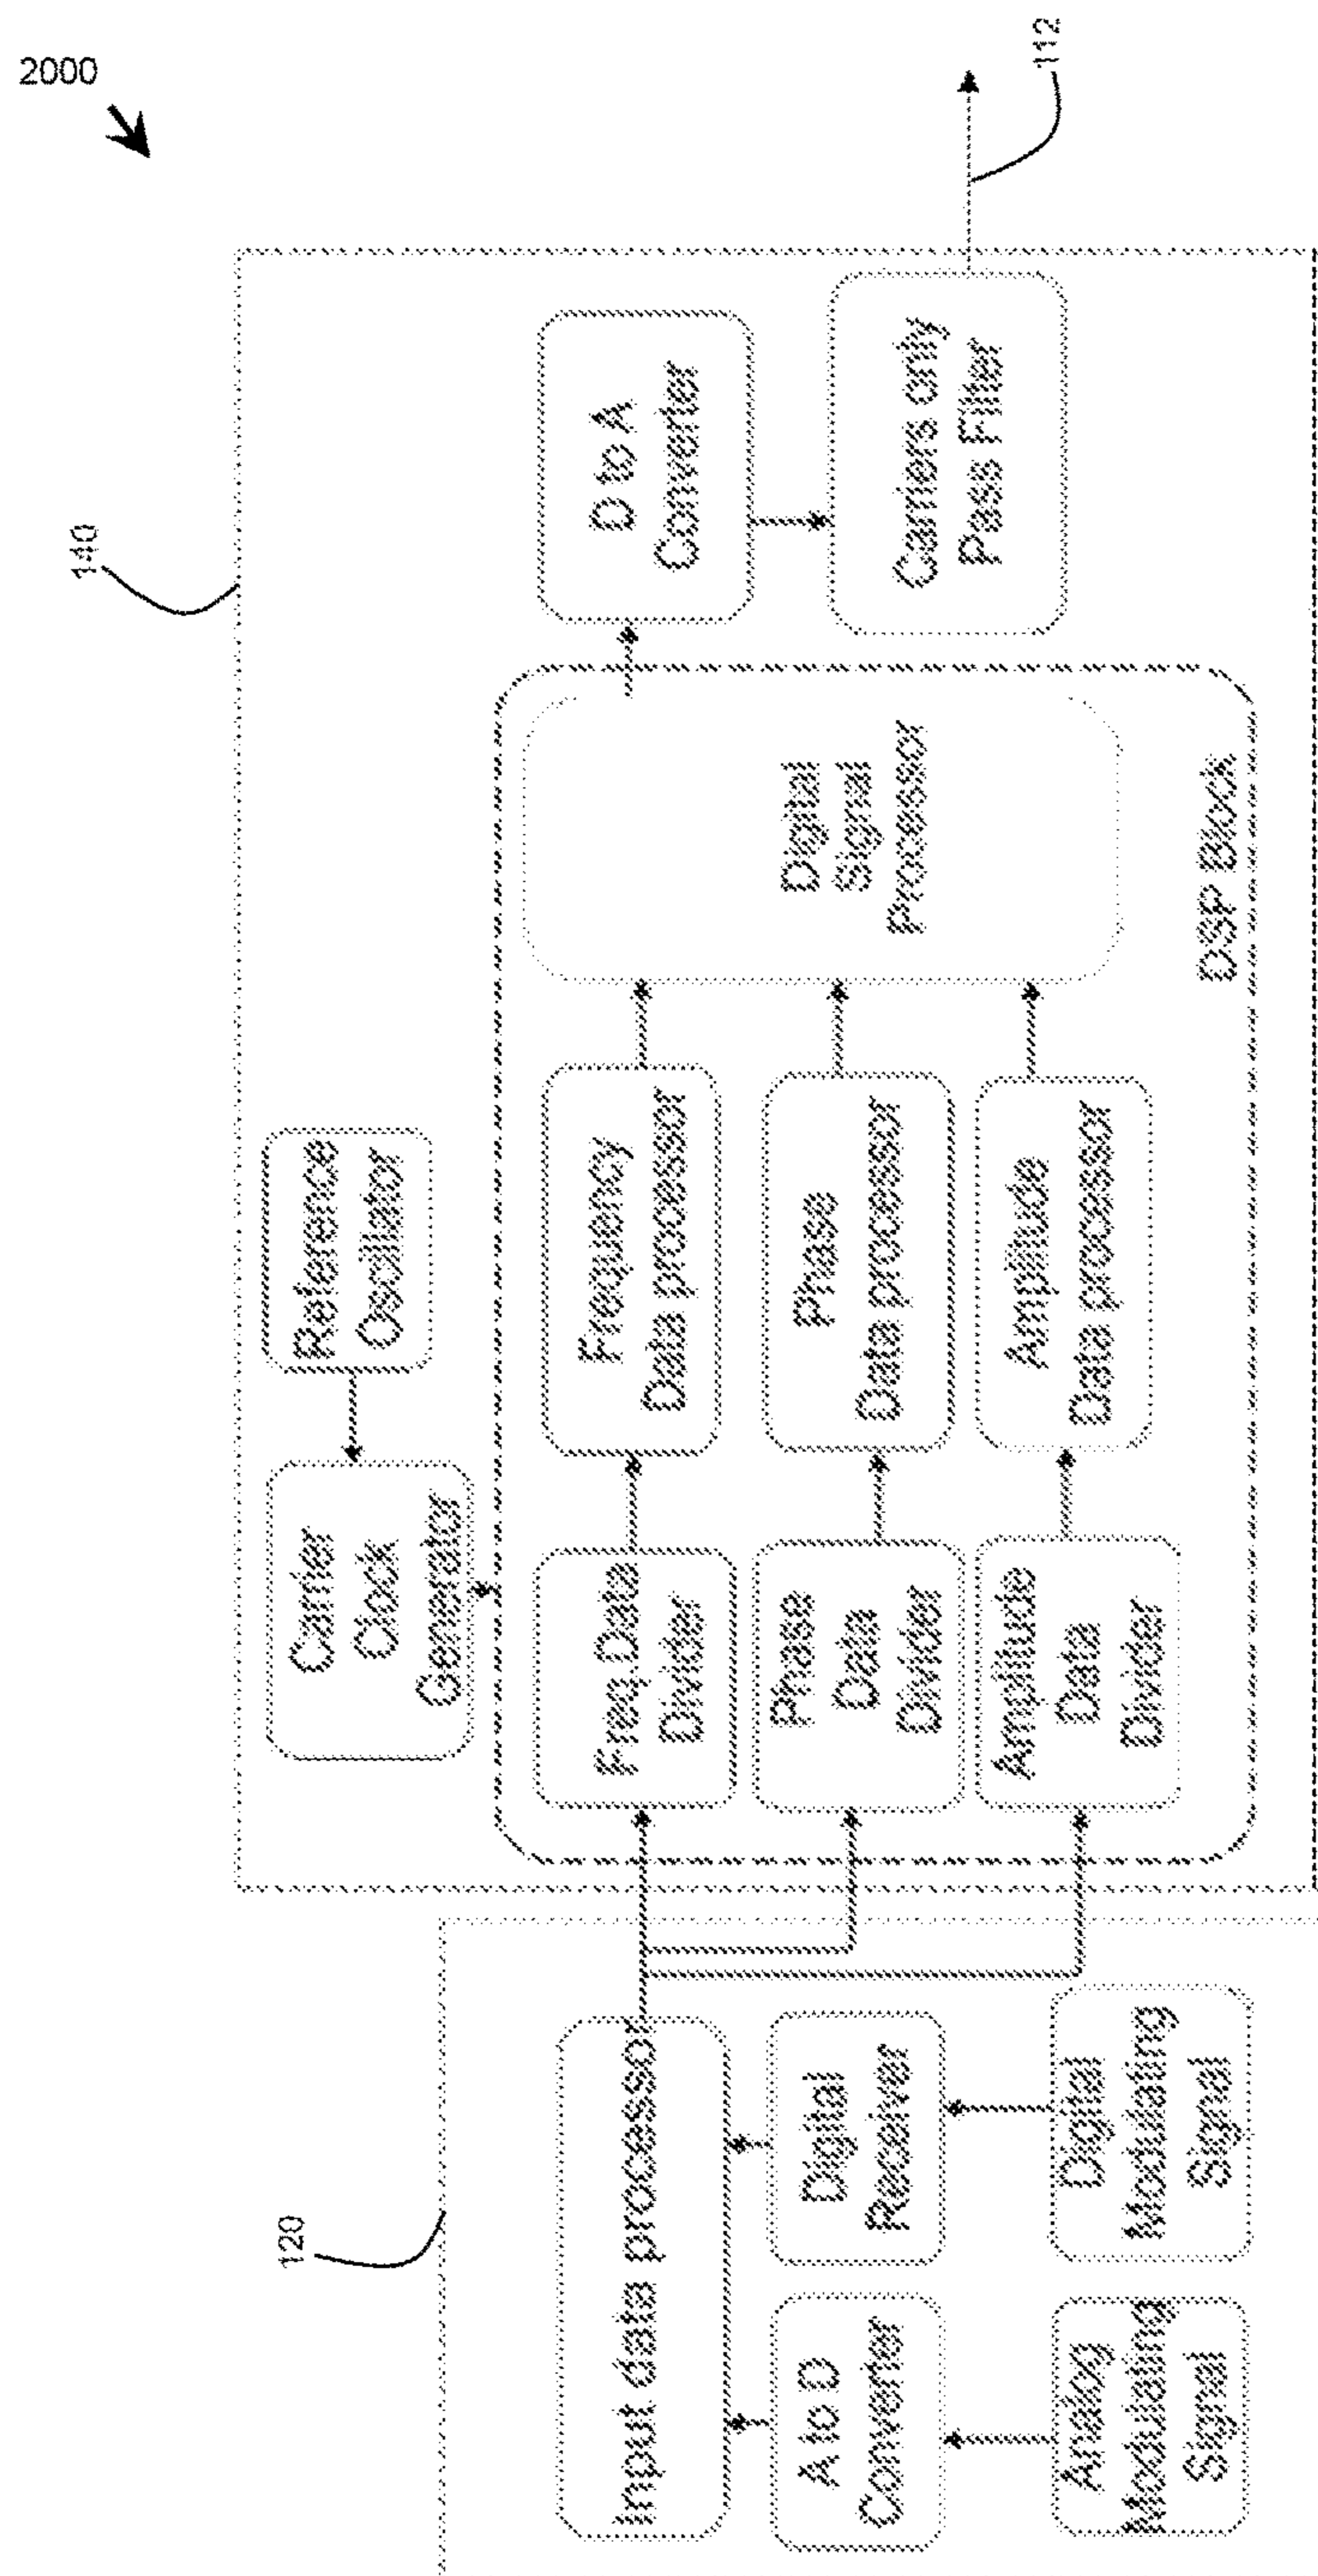 2000
140
112
120
Reference
Oscillator
Carrier
Clock
Generator
D to A
Converter
Carriers only
Pass Filter
Digital
Signal
Processor
DSP Block
Frequency
Data processor
Phase
Data processor
Amplitude
Data processor
Freq.Data
Divider
Phase
Data
Divider
Amplitude
Data
Divider
Input data processor
A to D
Converter
Digital
Receiver
Analog
Modulating
Signal
Digital
Modulating
Signal